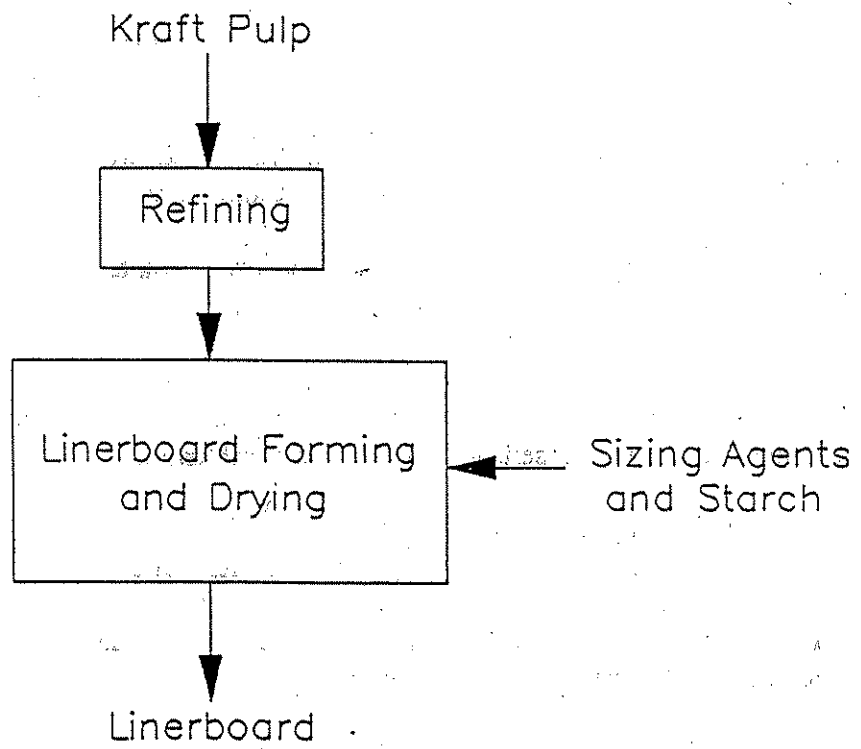 Kraft Pulp
Refining
Linerboard Forming
and Drying
Sizing Agents
and Starch
Linerboard